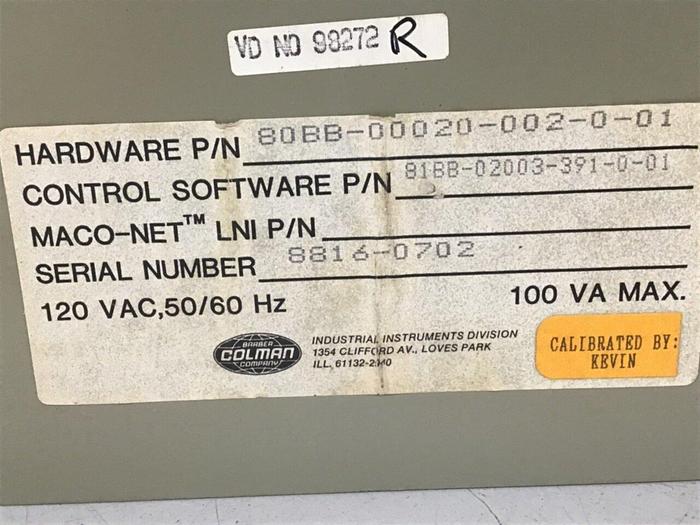 VD NO 98272 R
HARDWARE P/N 80BB-00020-002-0-01
CONTROL SOFTWARE P/N 81BB-02003-391-0-01
MACO-NET™ LNI P/N
SERIAL NUMBER 8816-0702
120 VAC,50/60 Hz 100 VA MAX.
BARBER
COLMAN
COMPANY
INDUSTRIAL INSTRUMENTS DIVISION
1354 CLIFFORD AV., LOVES PARK
ILL. 
CALIBRATED BY:
KEVIN